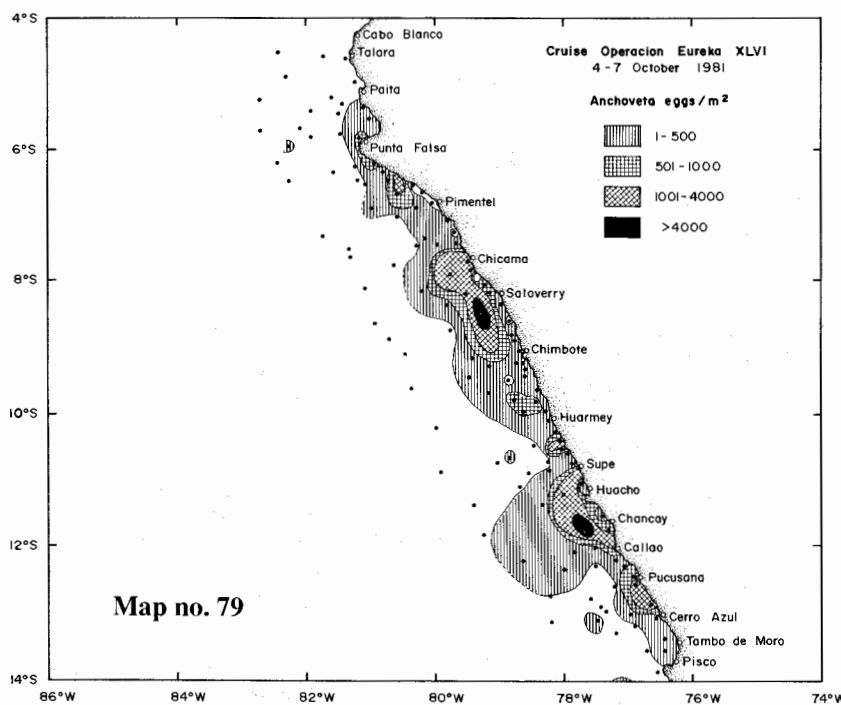 4°S
Cabo Blanco
Talara
Cruise Operacion Eureka XLVI
4-7 October 1981
Paita
Anchoveta eggs/m²
1-500
6°S
Punta Falsa
501-1000
1001-4000
Pimentel
>4000
Chicama
8°S
Salaverry
Chimbote
10°S
Huarmey
Supe
Huacho
Chancay
12°S
Callao
Pucusana
Map no. 79
Cerro Azul
Tambo de Moro
Pisco
14°S
86°W 84°W 82°W 80°W 78°W 76°W 74°W